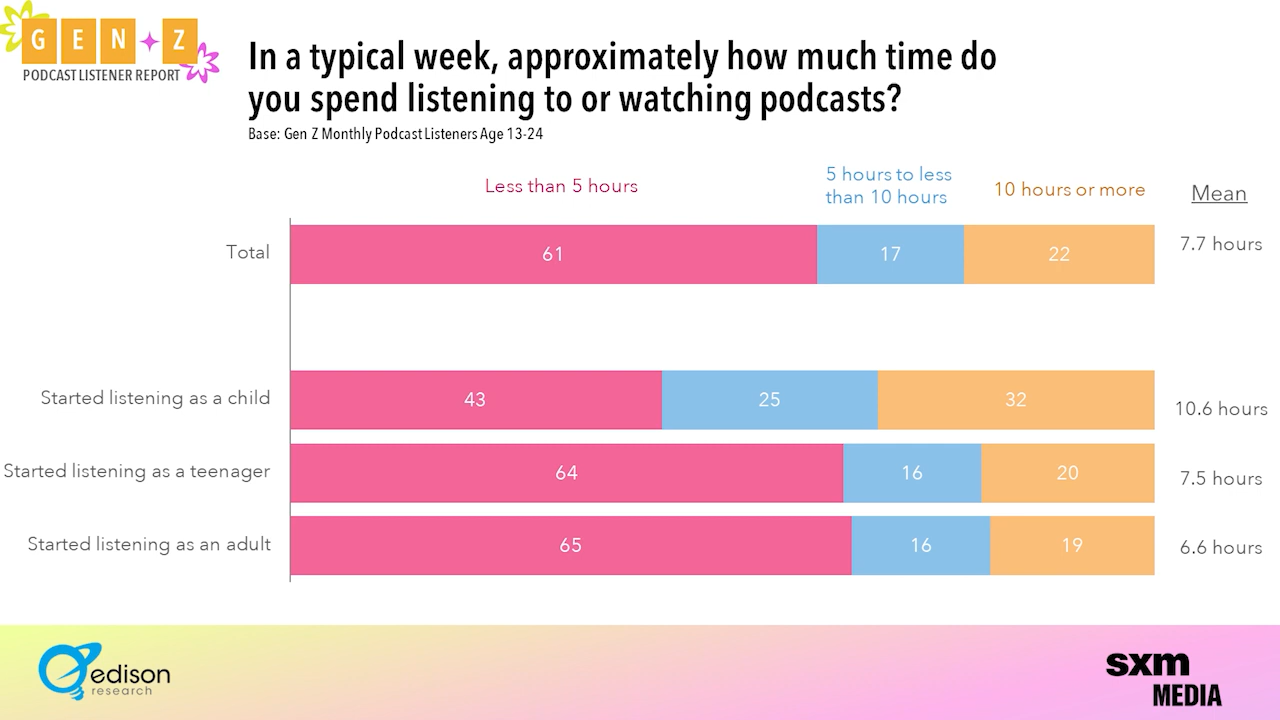 GEN Z
PODCAST LISTENER REPORT
In a typical week, approximately how much time do
you spend listening to or watching podcasts?
Base: Gen Z Monthly Podcast Listeners Age 13-24
Less than 5 hours
5 hours to less
than 10 hours
10 hours or more
Mean
Total
61
17
22
7.7 hours
Started listening as a child
43
25
32
10.6 hours
Started listening as a teenager
64
16
20
7.5 hours
Started listening as an adult
65
16
19
6.6 hours
edison
research
sxm
MEDIA